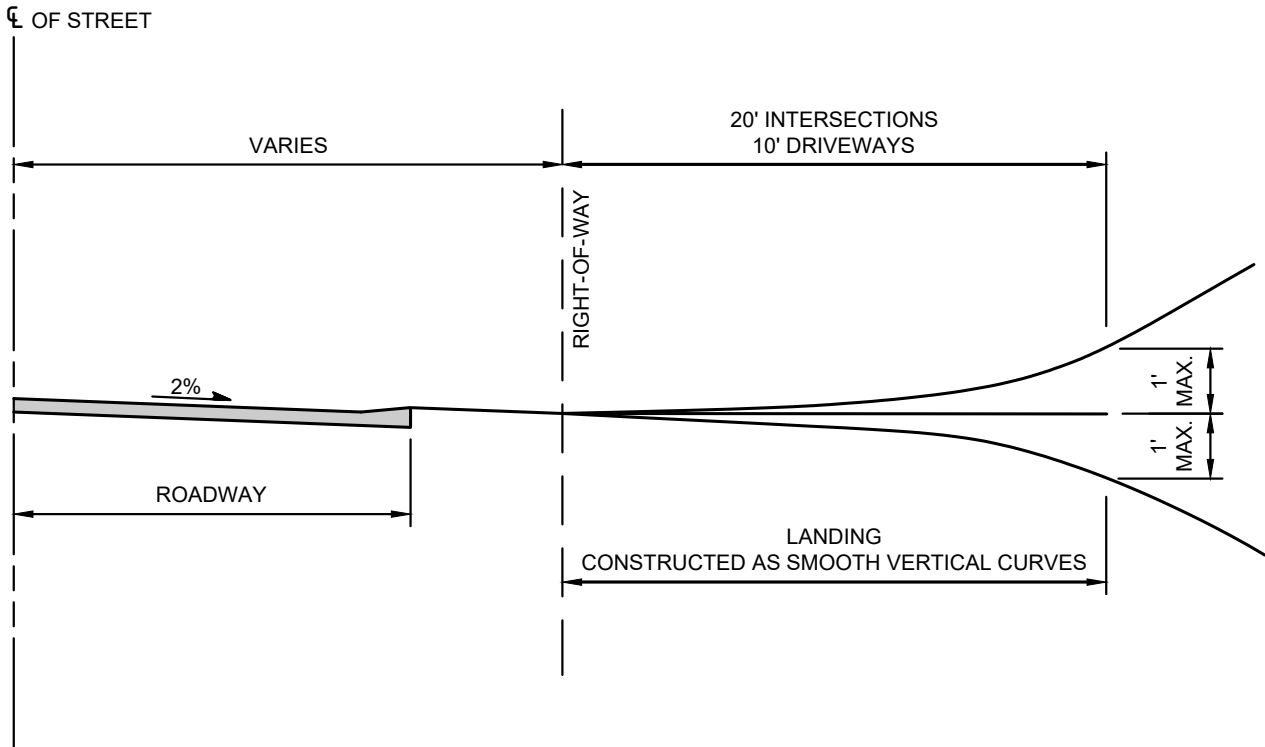 ℄ OF STREET
VARIES
20' INTERSECTIONS
10' DRIVEWAYS
RIGHT-OF-WAY
2%
1'
MAX.
1'
MAX.
ROADWAY
LANDING
CONSTRUCTED AS SMOOTH VERTICAL CURVES